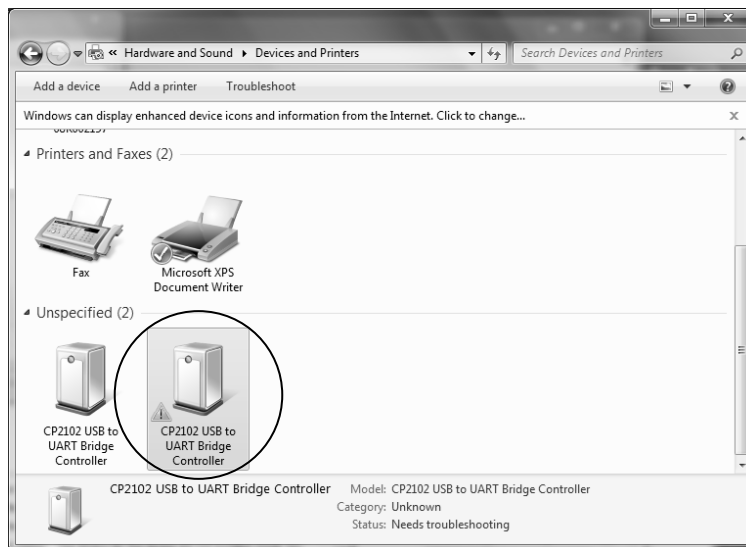 « Hardware and Sound ▸ Devices and Printers
Search Devices and Printers
Add a device Add a printer Troubleshoot
Windows can display enhanced device icons and information from the Internet. Click to change...
Printers and Faxes (2)
Fax
Microsoft XPS
Document Writer
Unspecified (2)
CP2102 USB to
UART Bridge
Controller
CP2102 USB to
UART Bridge
Controller
CP2102 USB to UART Bridge Controller Model: CP2102 USB to UART Bridge Controller
Category: Unknown
Status: Needs troubleshooting